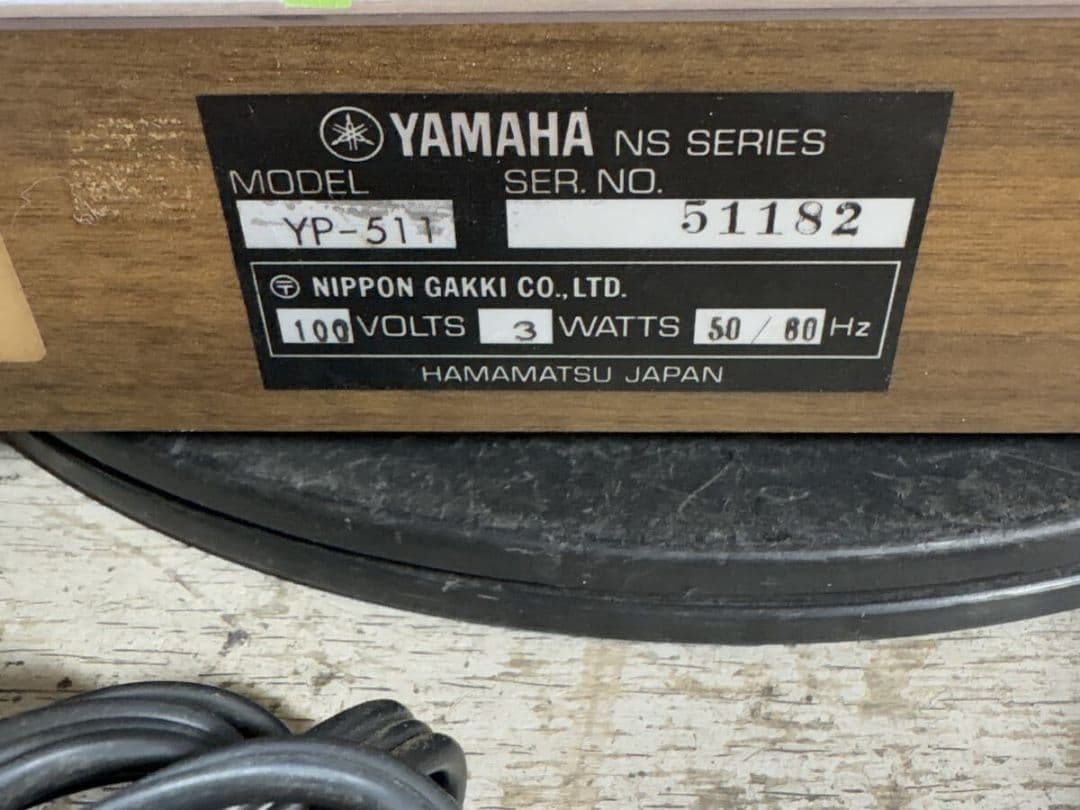 YAMAHA NS SERIES
MODEL SER. NO.
YP-511 51182
〶 NIPPON GAKKI CO., LTD.
100 VOLTS 3 WATTS 50 / 60 Hz
HAMAMATSU JAPAN